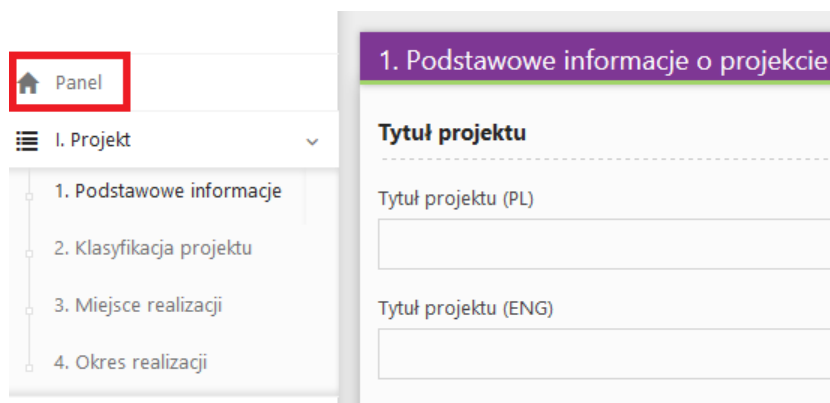 Panel
I. Projekt
1. Podstawowe informacje
2. Klasyfikacja projektu
3. Miejsce realizacji
4. Okres realizacji
1. Podstawowe informacje o projekcie
Tytuł projektu
Tytuł projektu (PL)
Tytuł projektu (ENG)